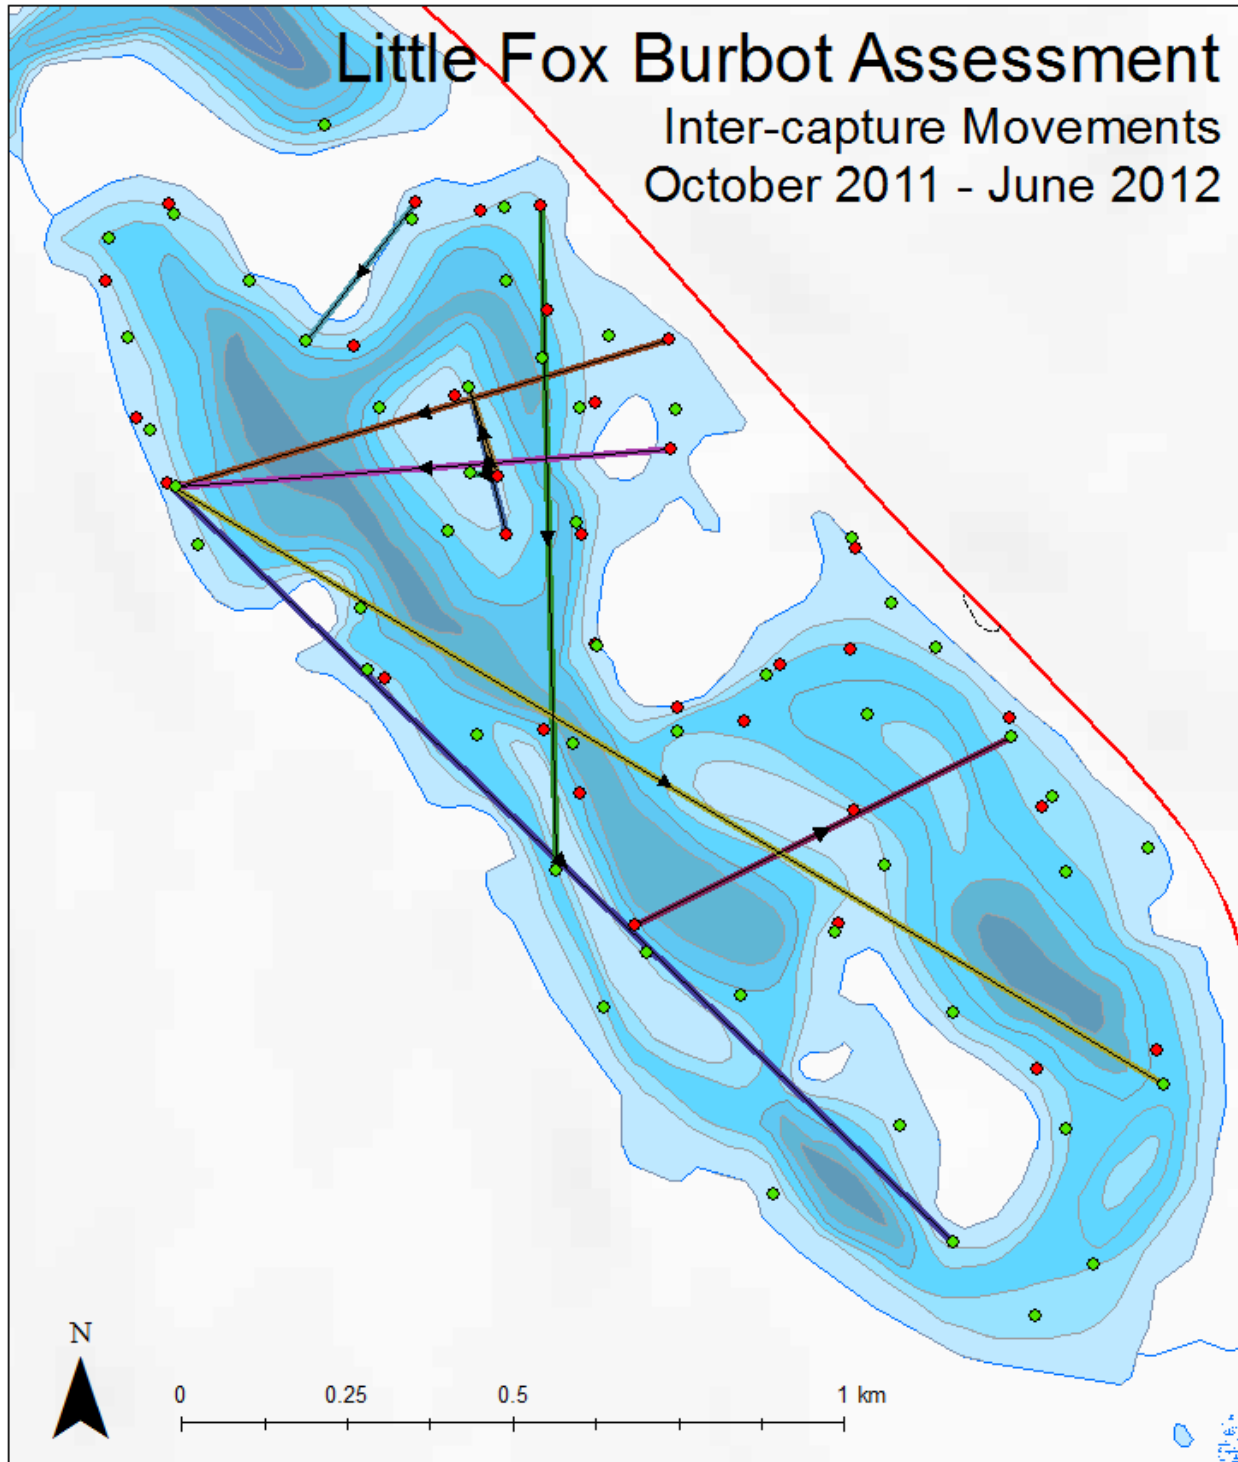 Little Fox Burbot Assessment
Inter-capture Movements
October 2011 - June 2012
N
0 0.25 0.5 1 km